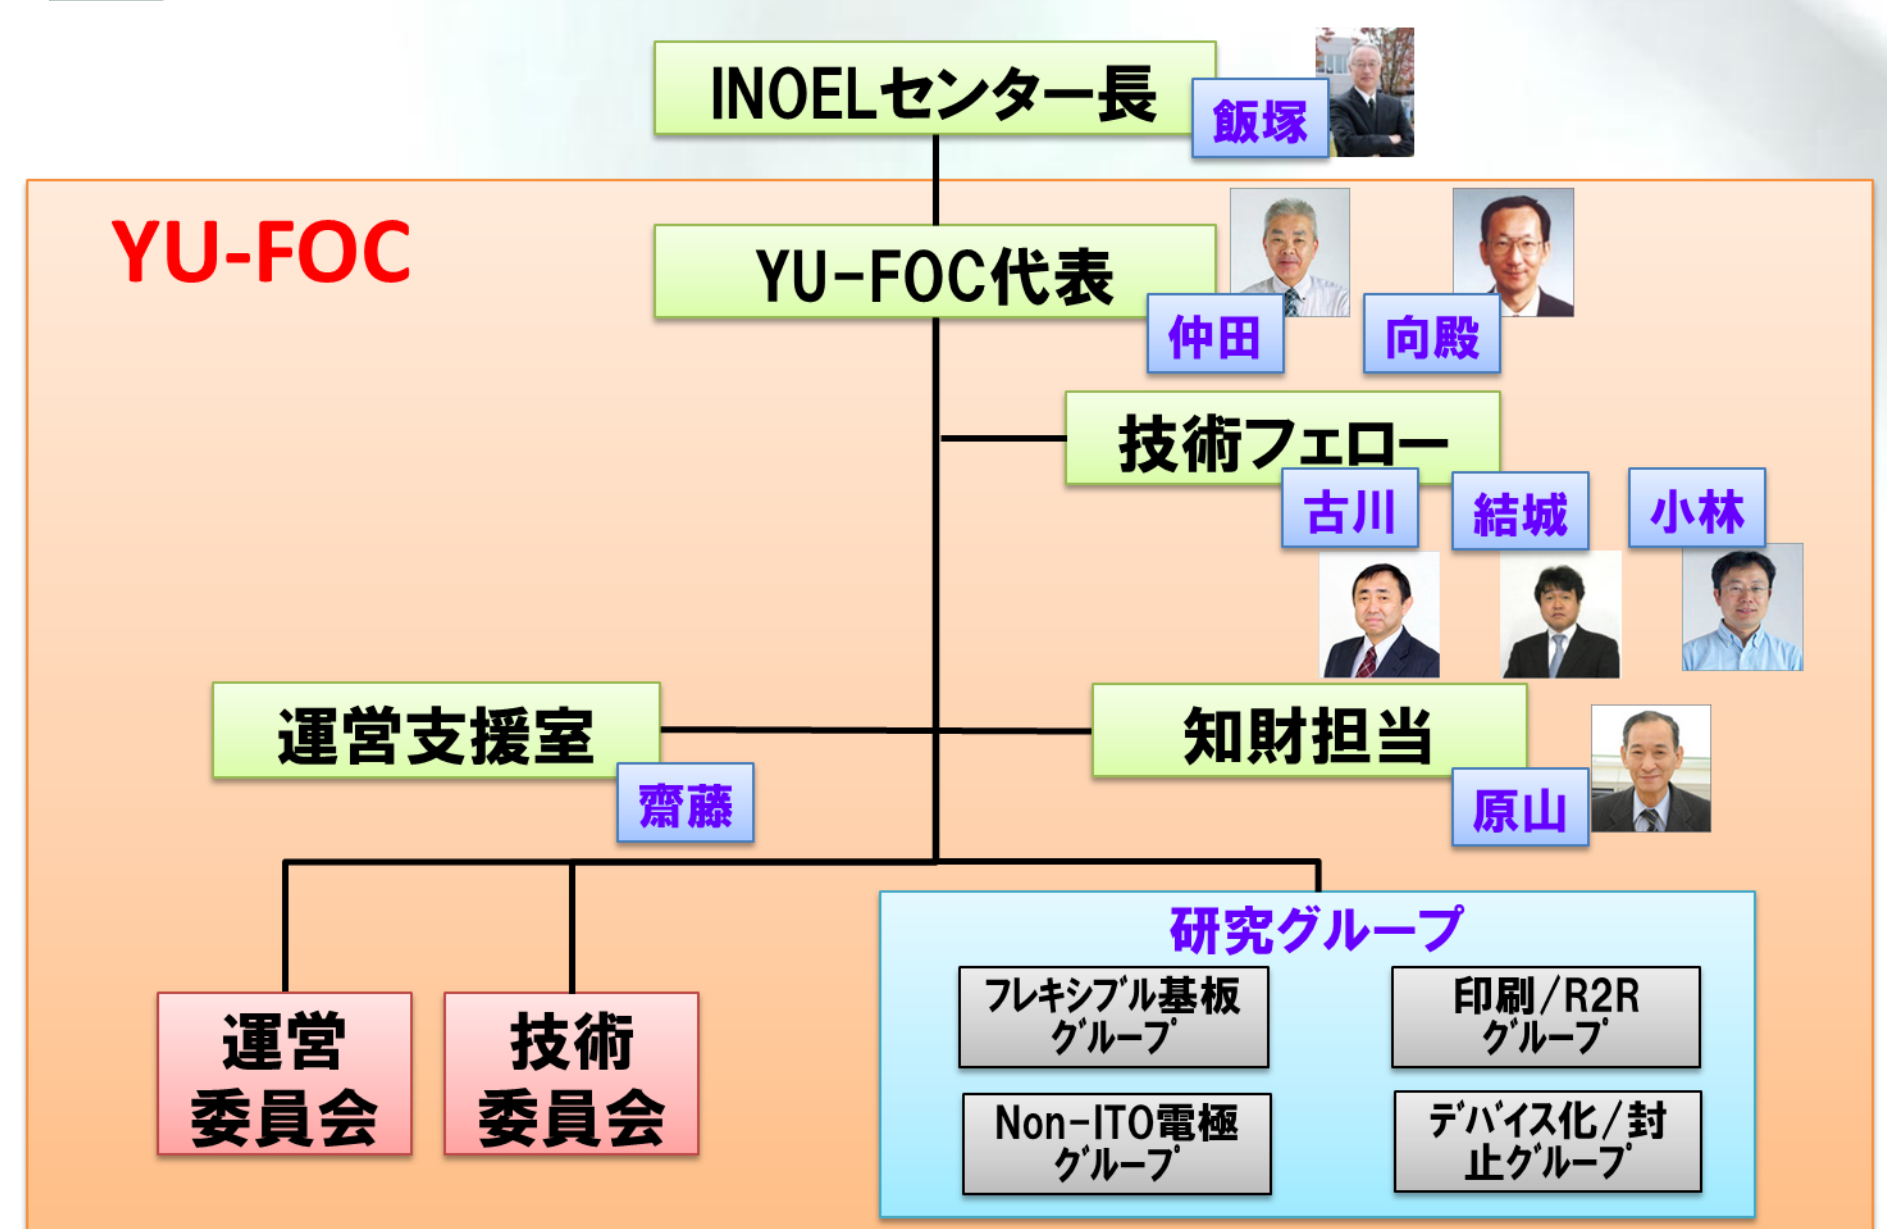 INOELセンター長
飯塚
YU-FOC
YU-FOC代表
仲田
向殿
技術フェロー
古川
結城
小林
運営支援室
齋藤
知財担当
原山
運営
委員会
技術
委員会
研究グループ
フレキシブル基板
グループ
印刷/R2R
グループ
Non-ITO電極
グループ
デバイス化/封
止グループ